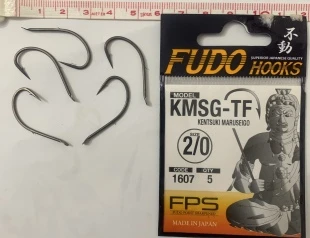 不動
FUDO
SUPERIOR JAPANESE QUALITY
HOOKS
MODEL
KMSG-TF
KENTSUKI MARUSEIGO
SIZE
2/0
CODE
QTY
1607
5
FPS
MADE IN JAPAN